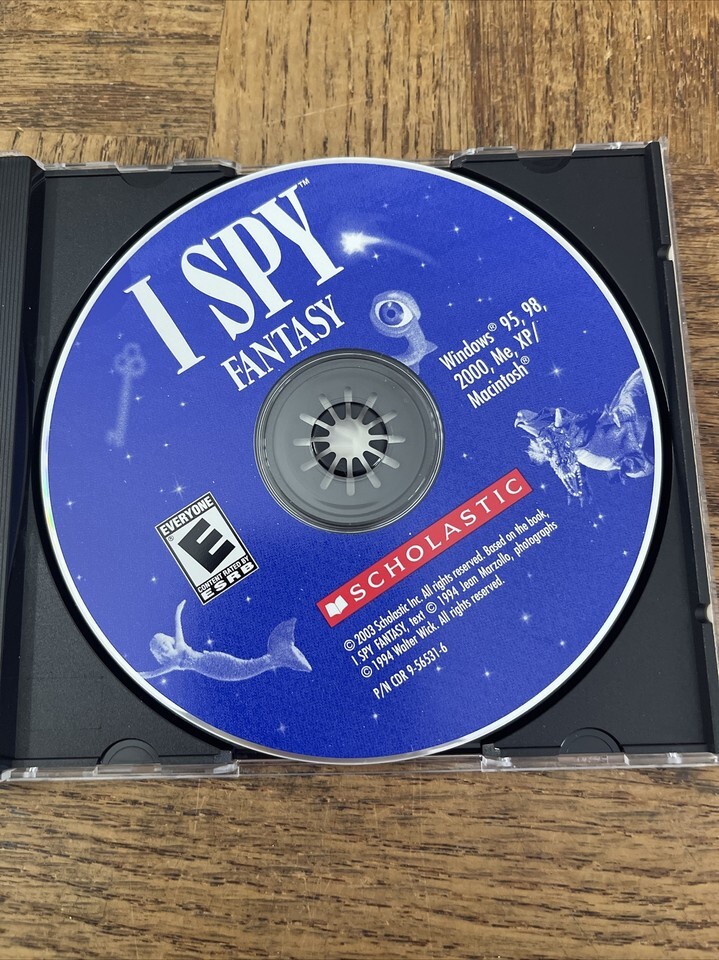 I SPY™
FANTASY
Windows® 95, 98,
2000, Me, XP/
Macintosh®
EVERYONE
E
®
CONTENT RATED BY
ESRB
SCHOLASTIC
© 2003 Scholastic Inc. All rights reserved. Based on the book,
I SPY FANTASY, text © 1994 Jean Marzollo, photographs
© 1994 Walter Wick. All rights reserved.
P/N CDR 9-56531-6